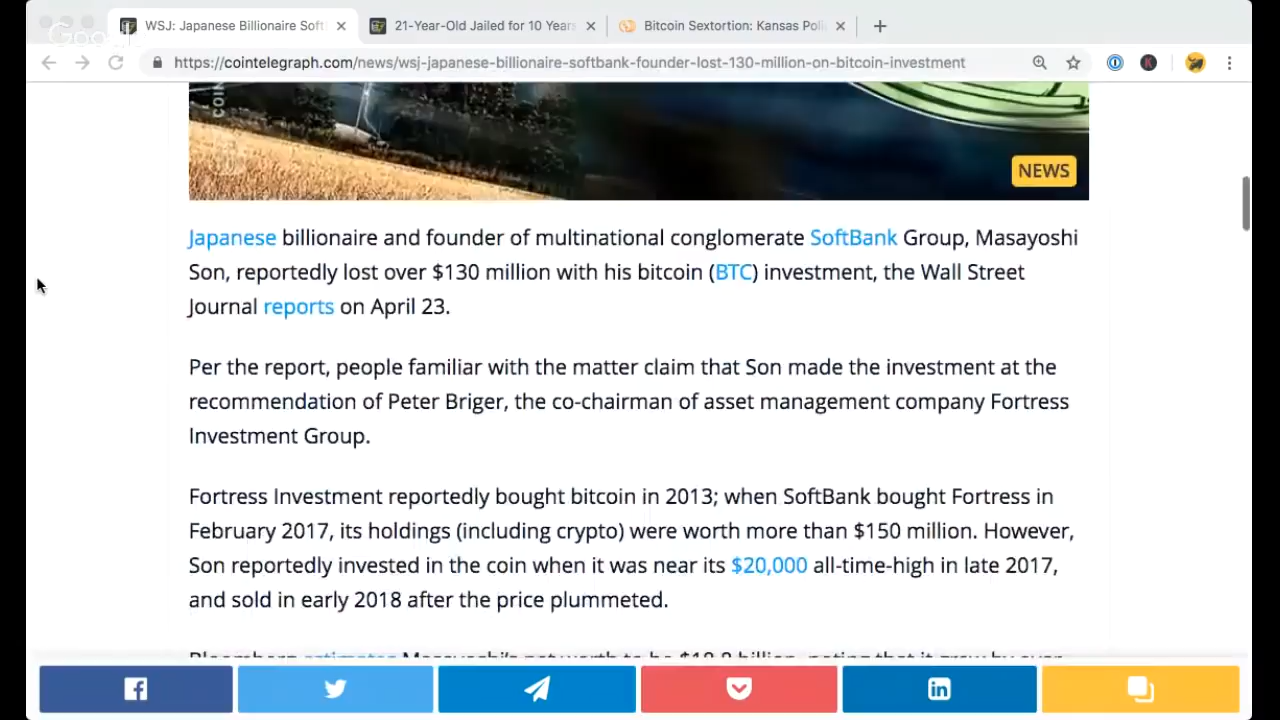 WSJ: Japanese Billionaire Soft
21-Year-Old Jailed for 10 Years
Bitcoin Sextortion: Kansas Poli
https://cointelegraph.com/news/wsj-japanese-billionaire-softbank-founder-lost-130-million-on-bitcoin-investment
COIN
NEWS
Japanese billionaire and founder of multinational conglomerate SoftBank Group, Masayoshi
Son, reportedly lost over $130 million with his bitcoin (BTC) investment, the Wall Street
Journal reports on April 23.
Per the report, people familiar with the matter claim that Son made the investment at the
recommendation of Peter Briger, the co-chairman of asset management company Fortress
Investment Group.
Fortress Investment reportedly bought bitcoin in 2013; when SoftBank bought Fortress in
February 2017, its holdings (including crypto) were worth more than $150 million. However,
Son reportedly invested in the coin when it was near its $20,000 all-time-high in late 2017,
and sold in early 2018 after the price plummeted.